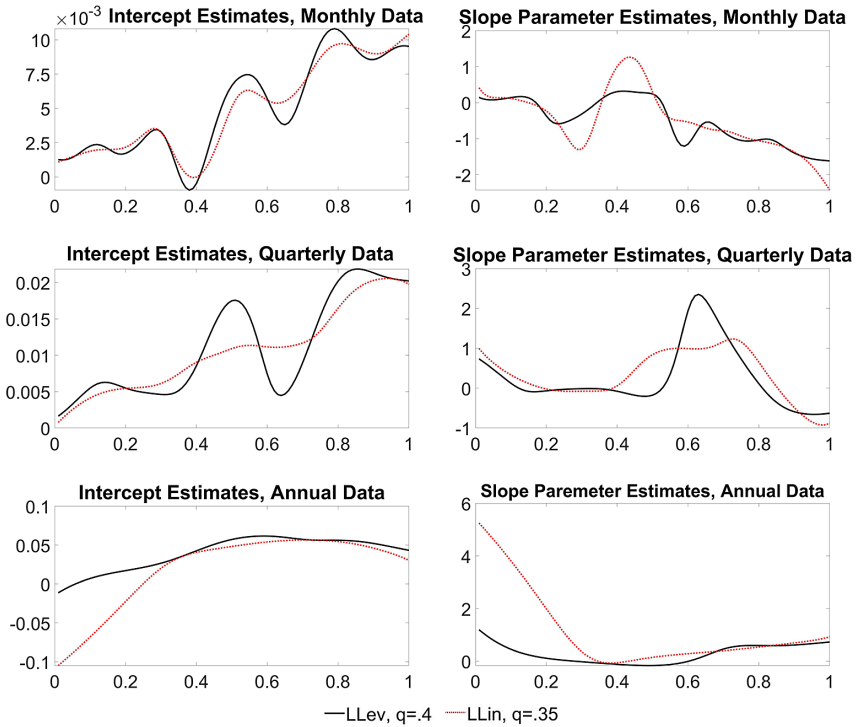 ×10⁻³ Intercept Estimates, Monthly Data
10
7.5
5
2.5
0
0 0.2 0.4 0.6 0.8 1
Slope Parameter Estimates, Monthly Data
2
1
0
-1
-2
0 0.2 0.4 0.6 0.8 1
Intercept Estimates, Quarterly Data
0.02
0.015
0.01
0.005
0
0 0.2 0.4 0.6 0.8 1
Slope Parameter Estimates, Quarterly Data
3
2
1
0
-1
0 0.2 0.4 0.6 0.8 1
Intercept Estimates, Annual Data
0.1
0.05
0
-0.05
-0.1
0 0.2 0.4 0.6 0.8 1
Slope Paremeter Estimates, Annual Data
6
4
2
0
0 0.2 0.4 0.6 0.8 1
LLev, q=.4 LLin, q=.35